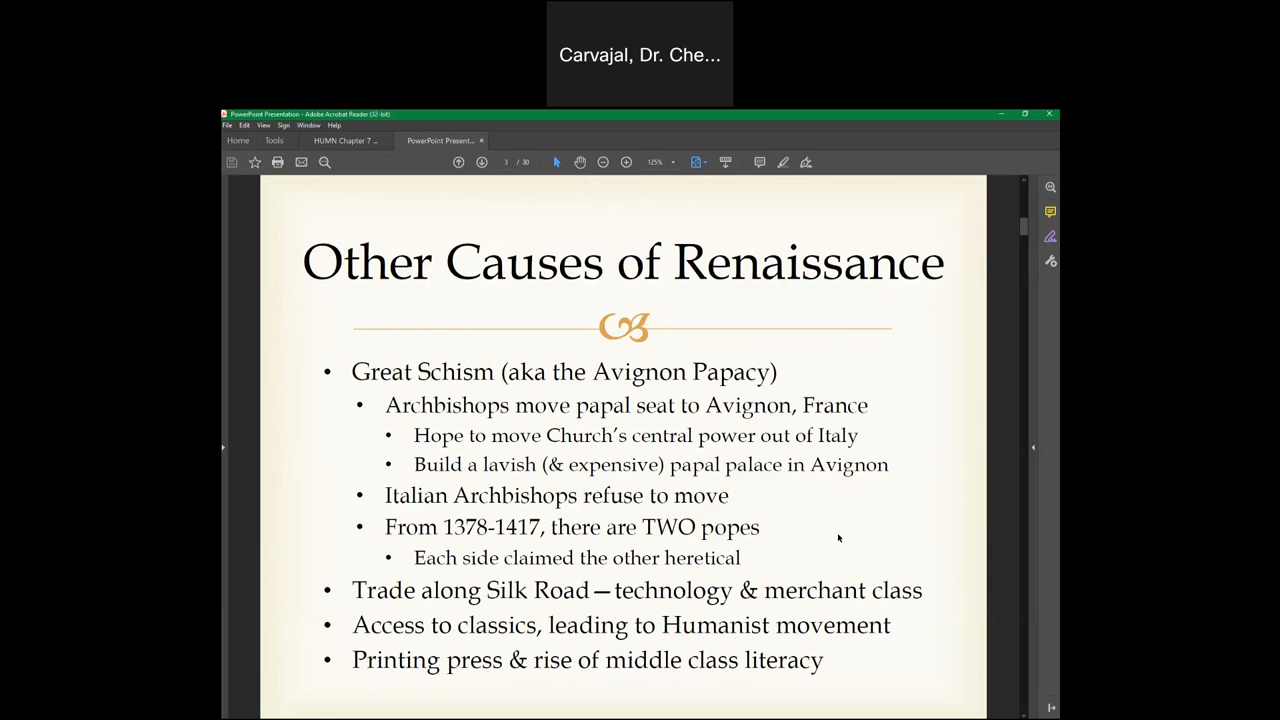 Carvajal, Dr. Che...
PowerPoint Presentation - Adobe Acrobat Reader (32-bit)
File Edit View Sign Window Help
Home Tools HUMN Chapter 7 ... PowerPoint Present... ×
3 / 30 125%
Other Causes of Renaissance
• Great Schism (aka the Avignon Papacy)
• Archbishops move papal seat to Avignon, France
• Hope to move Church's central power out of Italy
• Build a lavish (& expensive) papal palace in Avignon
• Italian Archbishops refuse to move
• From 1378-1417, there are TWO popes
• Each side claimed the other heretical
• Trade along Silk Road—technology & merchant class
• Access to classics, leading to Humanist movement
• Printing press & rise of middle class literacy